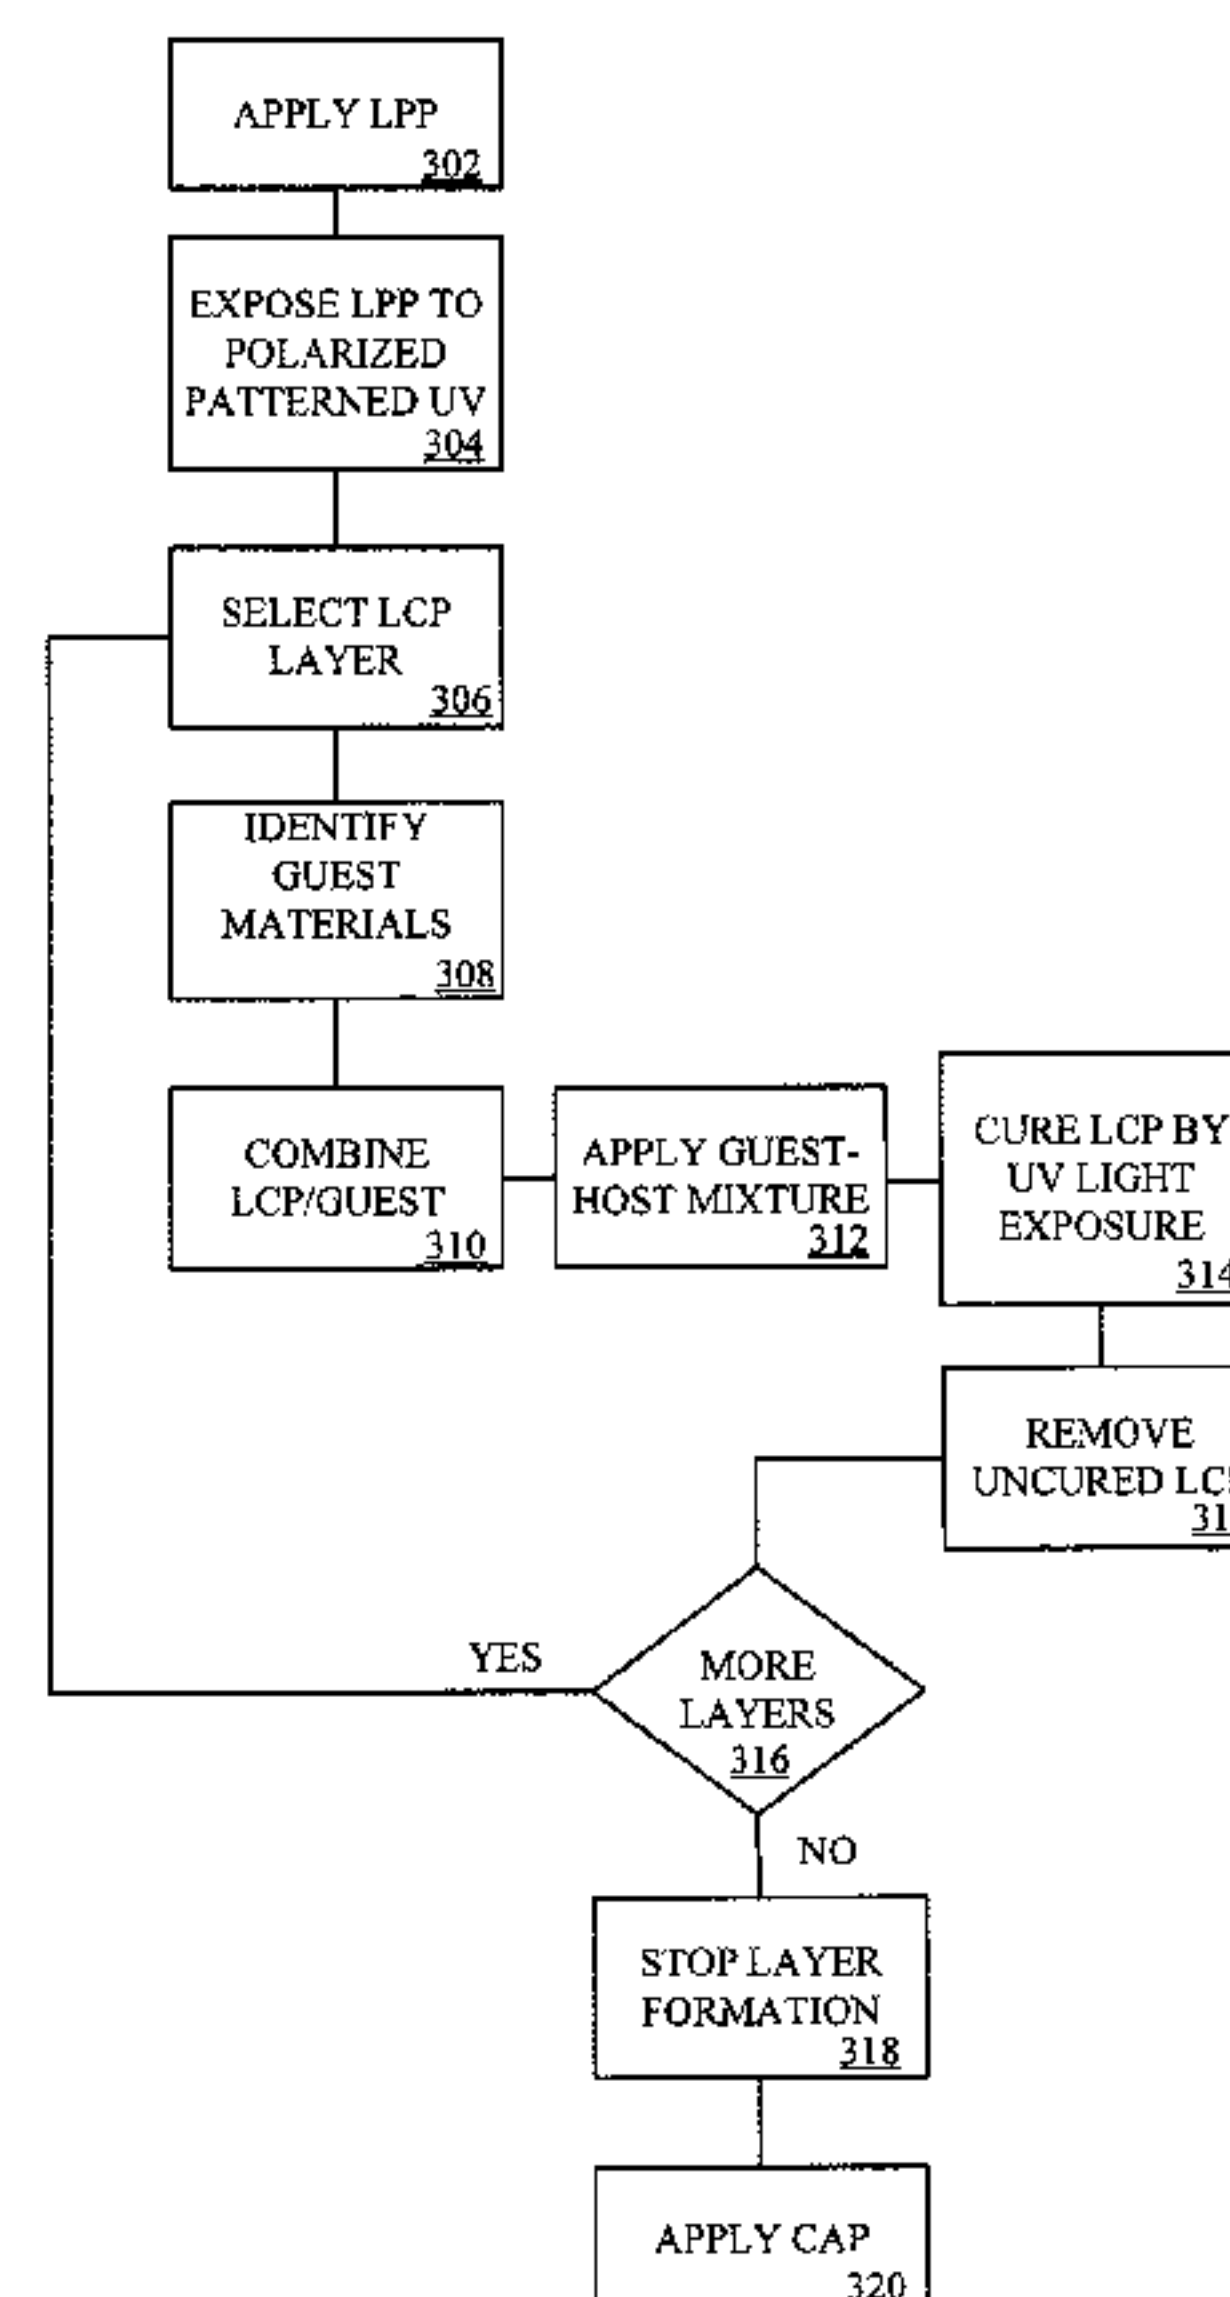 APPLY LPP
302
EXPOSE LPP TO
POLARIZED
PATTERNED UV
304
SELECT LCP
LAYER
306
IDENTIFY
GUEST
MATERIALS
308
COMBINE
LCP/GUEST
310
APPLY GUEST-
HOST MIXTURE
312
CURE LCP BY
UV LIGHT
EXPOSURE
314
REMOVE
UNCURED
YES
MORE
LAYERS
316
NO
STOP LAYER
FORMATION
318
APPLY CAP
320